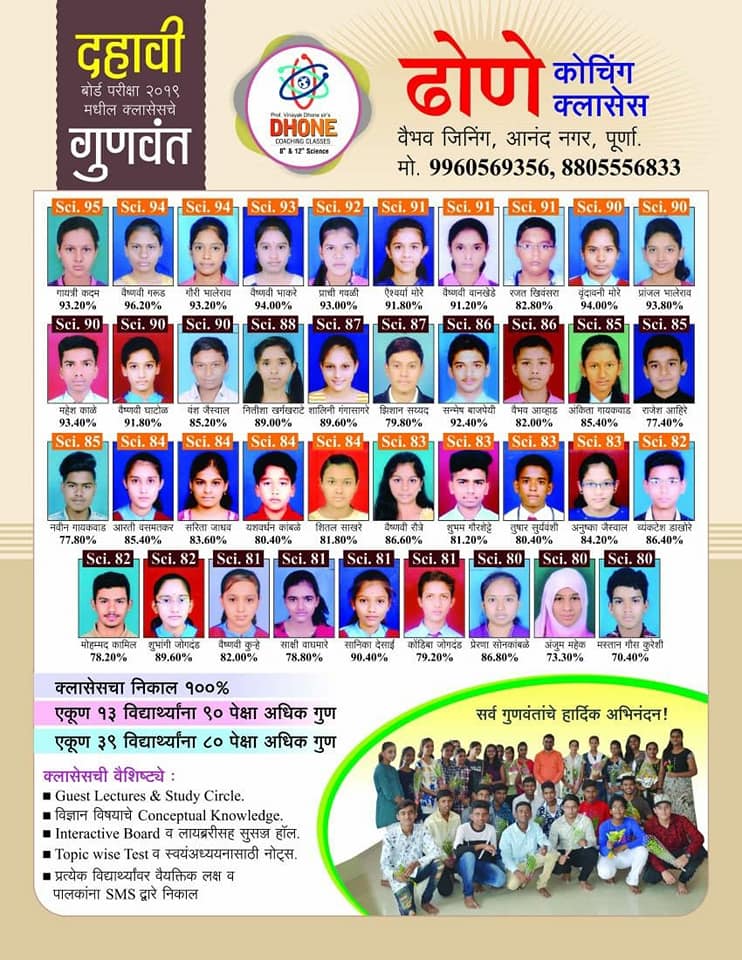 दहावी
बोर्ड परीक्षा २०१९
मधील क्लासेसचे
गुणवंत
Prof. Vinayak Dhone sir's
DHONE
COACHING CLASSES
8th & 12th Science
ढोणे कोचिंग
क्लासेस
वैभव जिनिंग, आनंद नगर, पूर्णा.
मो. 9960569356, 8805556833
Sci. 95 Sci. 94 Sci. 94 Sci. 93 Sci. 92 Sci. 91 Sci. 91 Sci. 91 Sci. 90 Sci. 90
गायत्री कदम वैष्णवी गरूड गौरी भालेराव वैष्णवी भाकरे प्राची गवळी ऐश्वर्या मोरे वैष्णवी वानखेडे रजत खिवंसरा वृंदावनी मोरे प्रांजल भालेराव
93.20% 96.20% 93.20% 94.00% 93.00% 91.80% 91.20% 82.80% 94.00% 93.80%
Sci. 90 Sci. 90 Sci. 90 Sci. 88 Sci. 87 Sci. 87 Sci. 86 Sci. 86 Sci. 85 Sci. 85
महेश काळे वैष्णवी घाटोळ वंश जैस्वाल नितीशा खर्गखराटे शालिनी गंगासागरे झिशान सय्यद सन्मेष बाजपेयी वैभव आव्हाड अंकिता गायकवाड राजेश आहिरे
93.40% 91.80% 85.20% 89.00% 89.60% 79.80% 92.40% 82.00% 85.40% 77.40%
Sci. 85 Sci. 84 Sci. 84 Sci. 84 Sci. 84 Sci. 83 Sci. 83 Sci. 83 Sci. 83 Sci. 82
नवीन गायकवाड आरती वसमतकर सरिता जाधव यशवर्धन कांबळे शितल साखरे वैष्णवी रौत्रे शुभम गौरशेट्टे तुषार सुर्यवंशी अनुष्का जैस्वाल व्यंकटेश डाखोरे
77.80% 85.40% 83.60% 80.40% 81.80% 86.60% 81.20% 80.40% 84.20% 86.40%
Sci. 82 Sci. 82 Sci. 81 Sci. 81 Sci. 81 Sci. 81 Sci. 80 Sci. 80 Sci. 80
मोहम्मद कामिल शुभांगी जोगदंड वैष्णवी कुऱ्हे साक्षी वाघमारे सानिका देसाई कोंडिबा जोगदंड प्रेरणा सोनकांबळे अंजुम महेक मस्तान गौस कुरेशी
78.20% 89.60% 82.00% 78.80% 90.40% 79.20% 86.80% 73.30% 70.40%
क्लासेसचा निकाल १००%
एकूण १३ विद्यार्थ्यांना ९० पेक्षा अधिक गुण
एकूण ३९ विद्यार्थ्यांना ८० पेक्षा अधिक गुण
सर्व गुणवंतांचे हार्दिक अभिनंदन!
क्लासेसची वैशिष्ट्ये :
■ Guest Lectures & Study Circle.
■ विज्ञान विषयाचे Conceptual Knowledge.
■ Interactive Board व लायब्ररीसह सुसज्ज हॉल.
■ Topic wise Test व स्वयंअध्ययनासाठी नोट्स.
■ प्रत्येक विद्यार्थ्यांवर वैयक्तिक लक्ष व
पालकांना SMS द्वारे निकाल